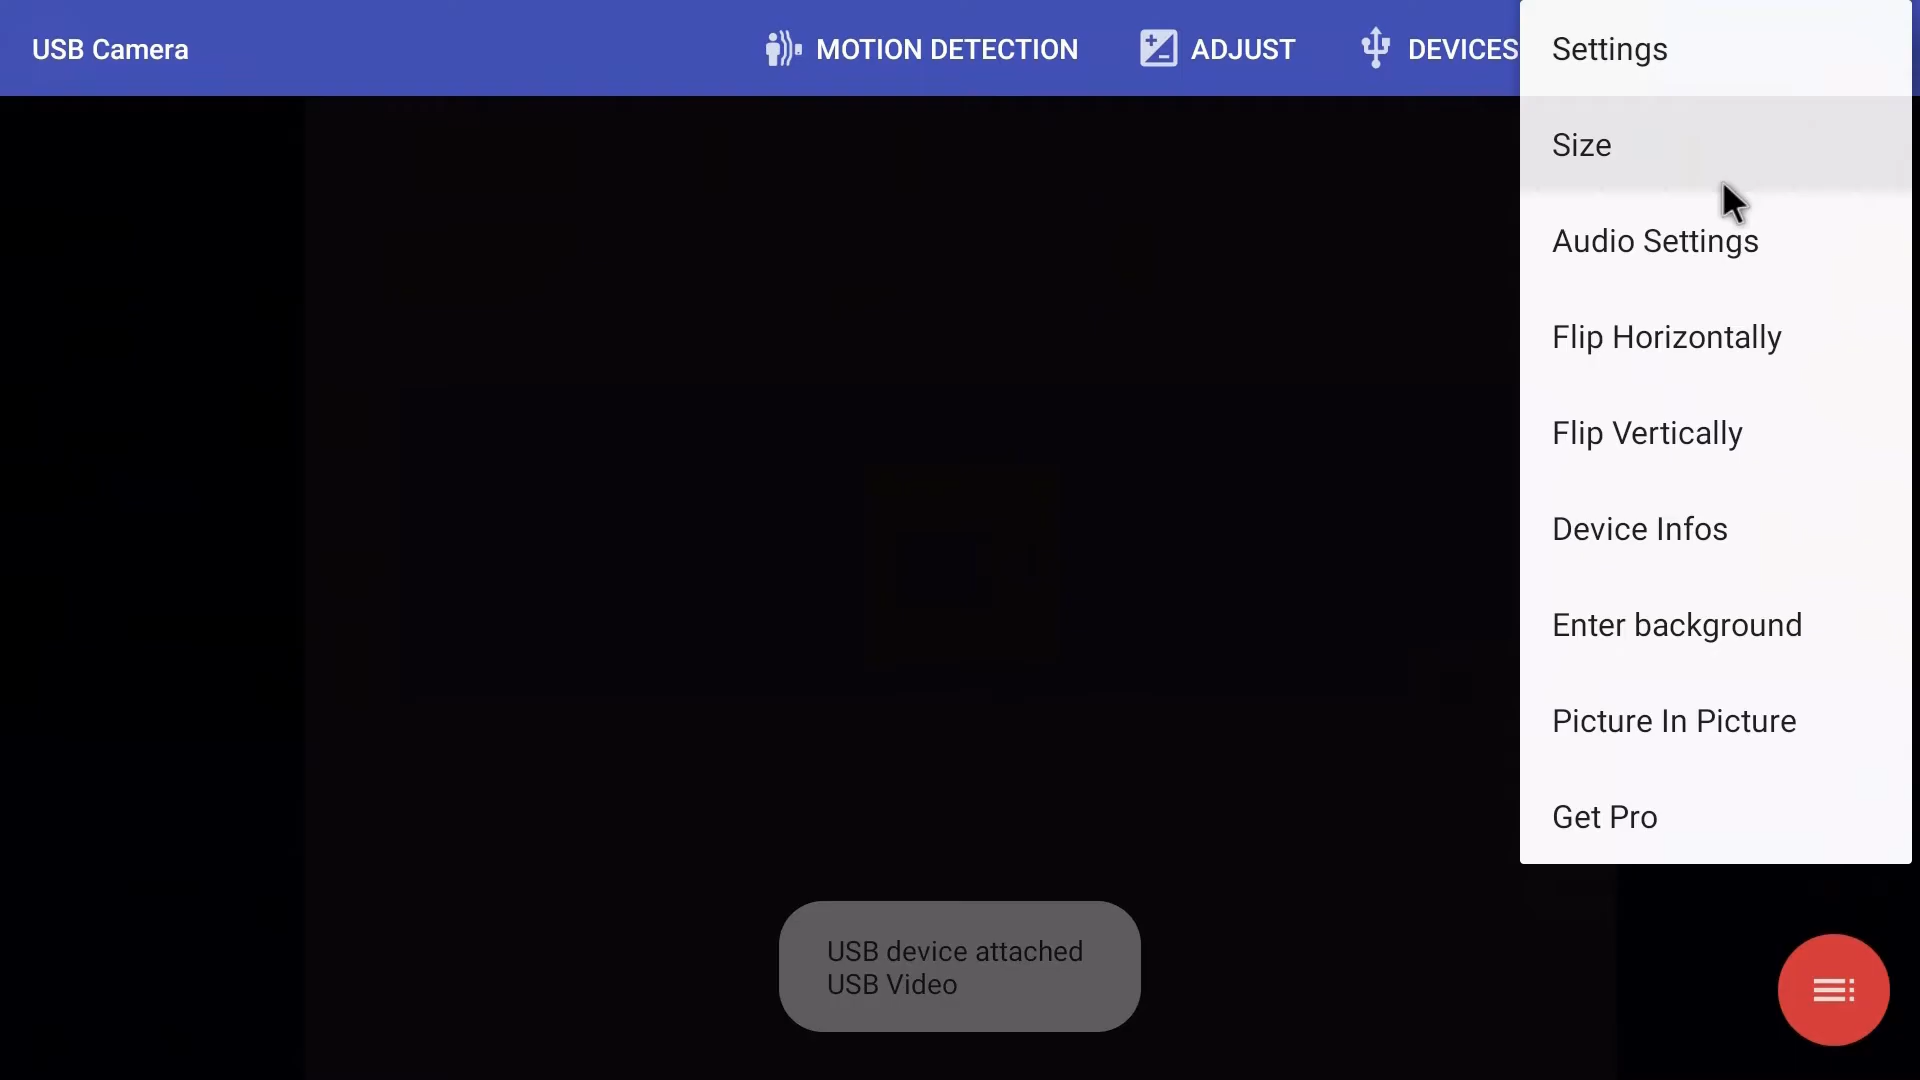 USB Camera
MOTION DETECTION
ADJUST
DEVICES
Settings
Size
Audio Settings
Flip Horizontally
Flip Vertically
Device Infos
Enter background
Picture In Picture
Get Pro
USB device attached
USB Video